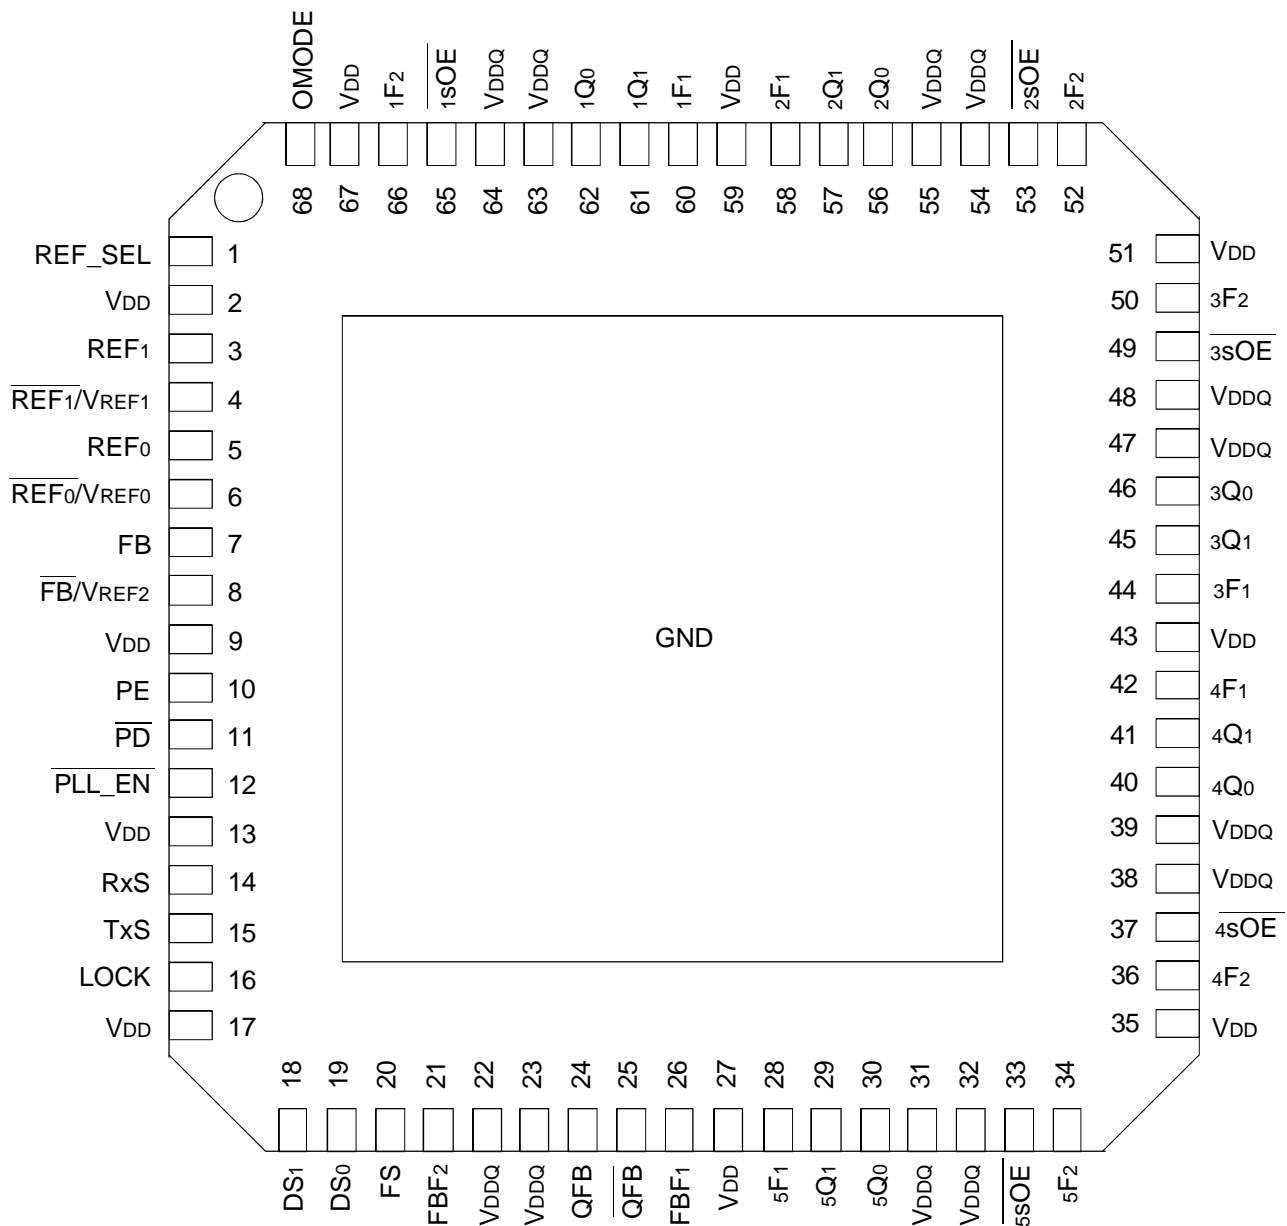 OMODE
VDD
1F2
1sOE
VDDQ
VDDQ
1Q0
1Q1
1F1
VDD
2F1
2Q1
2Q0
VDDQ
VDDQ
2sOE
2F2
68
67
66
65
64
63
62
61
60
59
58
57
56
55
54
53
52
REF_SEL 1
VDD 2
REF1 3
REF1/VREF1 4
REF0 5
REF0/VREF0 6
FB 7
FB/VREF2 8
VDD 9
PE 10
PD 11
PLL_EN 12
VDD 13
RxS 14
TxS 15
LOCK 16
VDD 17
GND
51 VDD
50 3F2
49 3sOE
48 VDDQ
47 VDDQ
46 3Q0
45 3Q1
44 3F1
43 VDD
42 4F1
41 4Q1
40 4Q0
39 VDDQ
38 VDDQ
37 4sOE
36 4F2
35 VDD
18
19
20
21
22
23
24
25
26
27
28
29
30
31
32
33
34
DS1
DS0
FS
FBF2
VDDQ
VDDQ
QFB
QFB
FBF1
VDD
5F1
5Q1
5Q0
VDDQ
VDDQ
5sOE
5F2